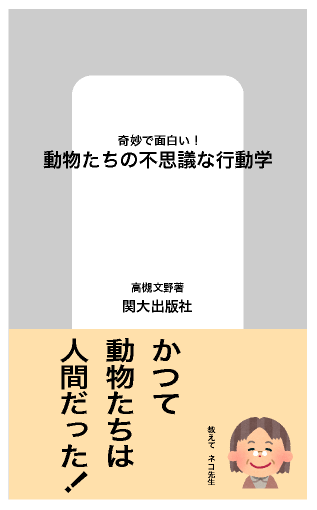 奇妙で面白い！
動物たちの不思議な行動学
高槻文野著
関大出版社
かつて
動物たちは
人間だった！
教えて ネコ先生